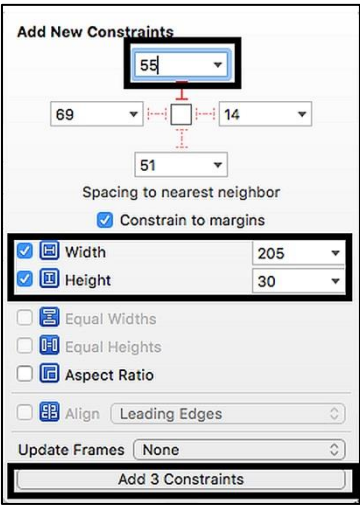 Add New Constraints
55
69 14
51
Spacing to nearest neighbor
Constrain to margins
Width 205
Height 30
Equal Widths
Equal Heights
Aspect Ratio
Align Leading Edges
Update Frames None
Add 3 Constraints